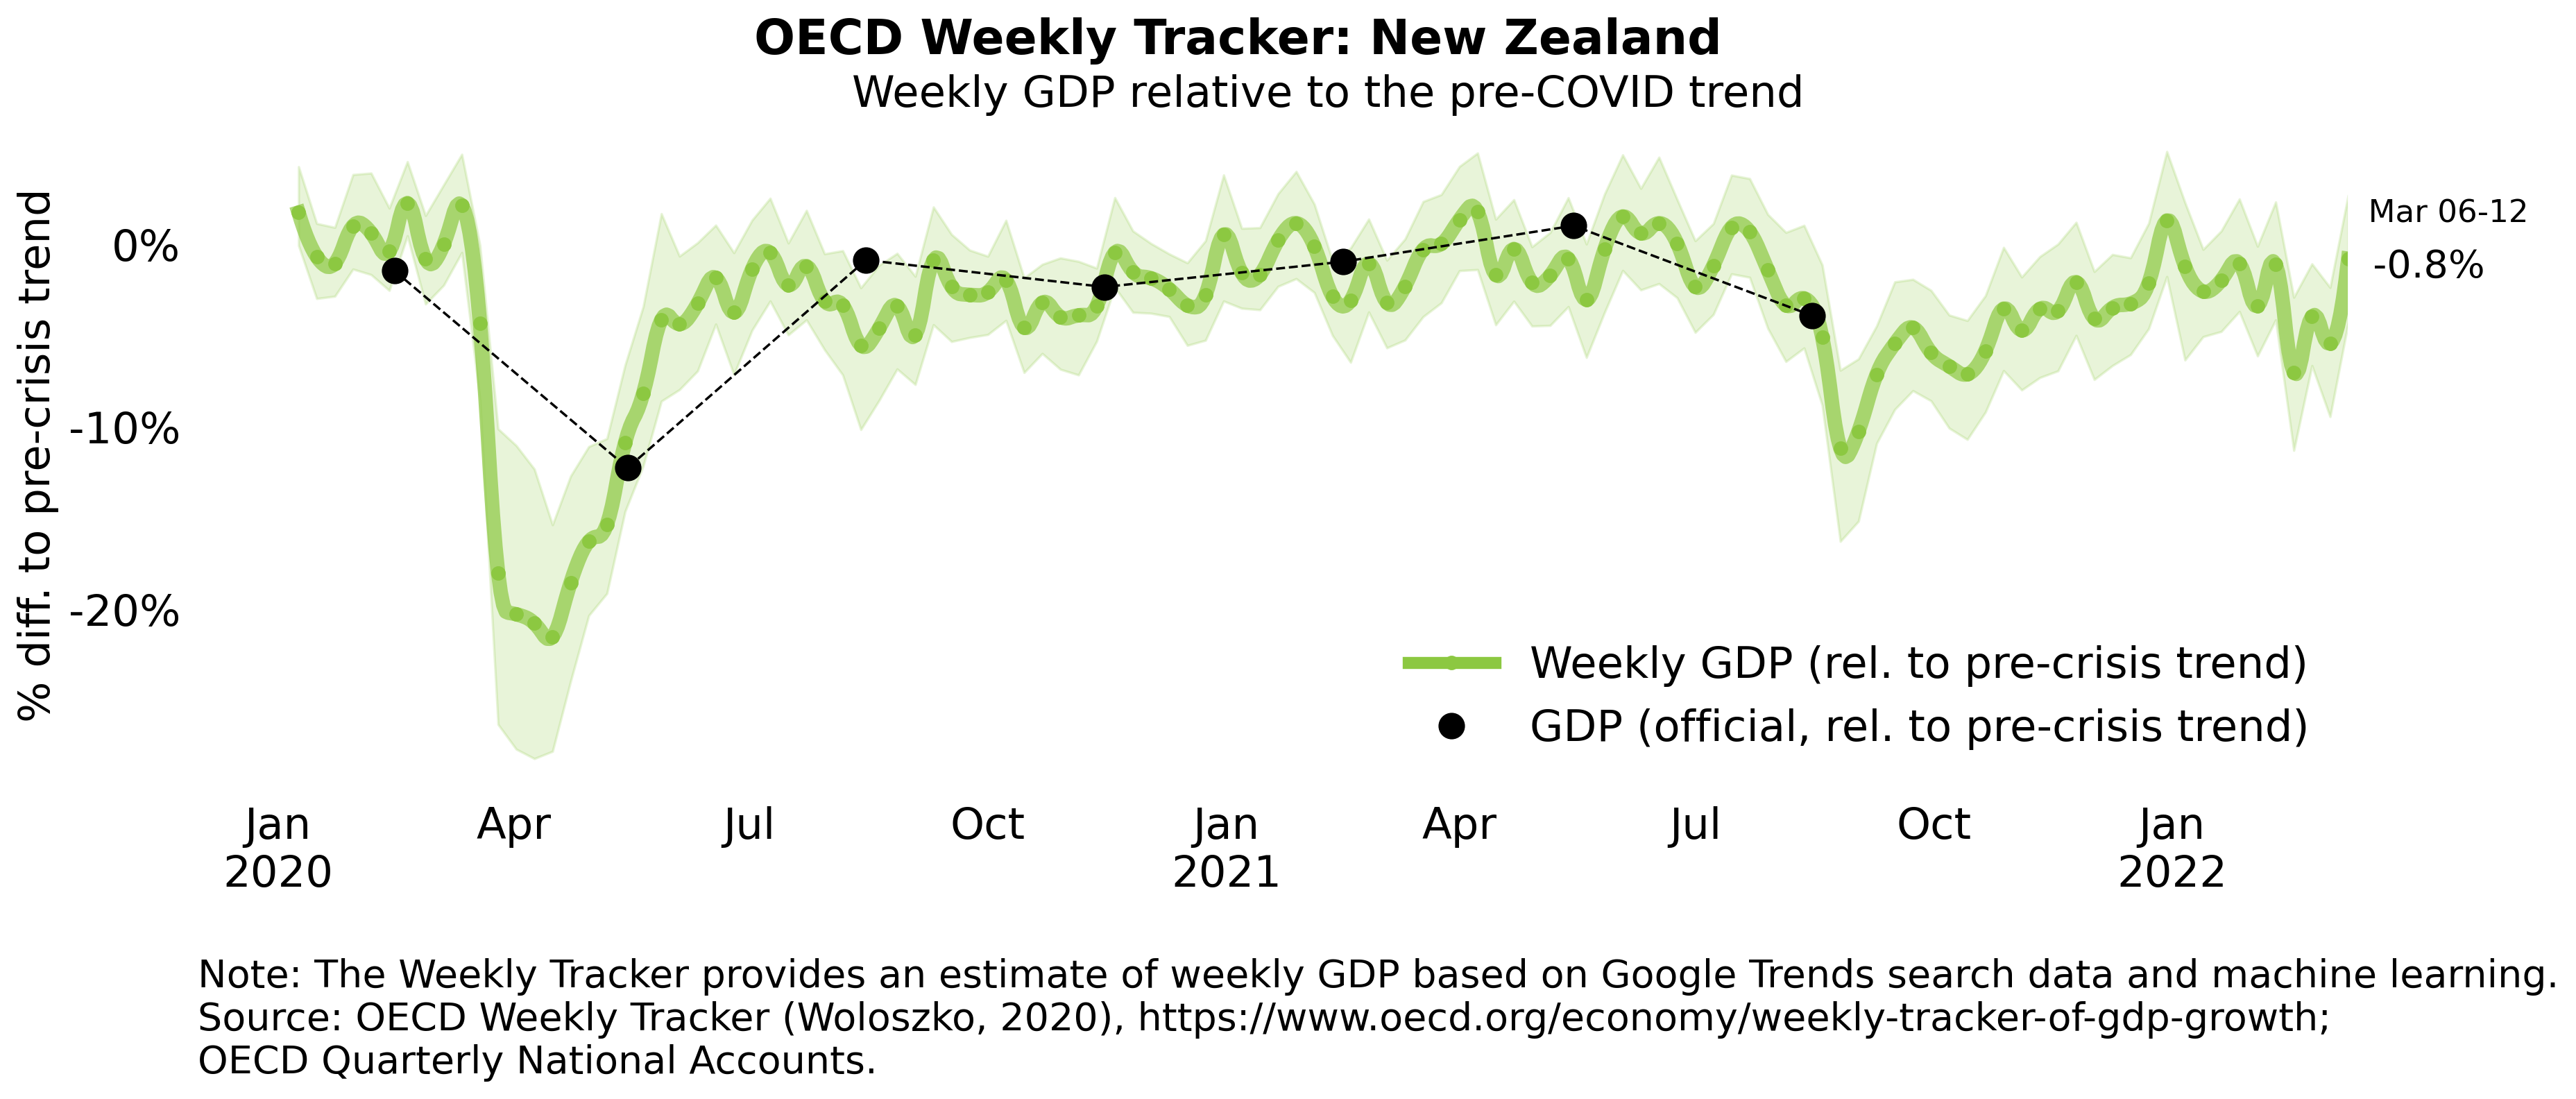 OECD Weekly Tracker: New Zealand
Weekly GDP relative to the pre-COVID trend
% diff. to pre-crisis trend
0%
-10%
-20%
Mar 06-12
-0.8%
Weekly GDP (rel. to pre-crisis trend)
GDP (official, rel. to pre-crisis trend)
Jan Apr Jul Oct Jan Apr Jul Oct Jan
2020 2021 2022
Note: The Weekly Tracker provides an estimate of weekly GDP based on Google Trends search data and machine learning.
Source: OECD Weekly Tracker (Woloszko, 2020), https://www.oecd.org/economy/weekly-tracker-of-gdp-growth;
OECD Quarterly National Accounts.